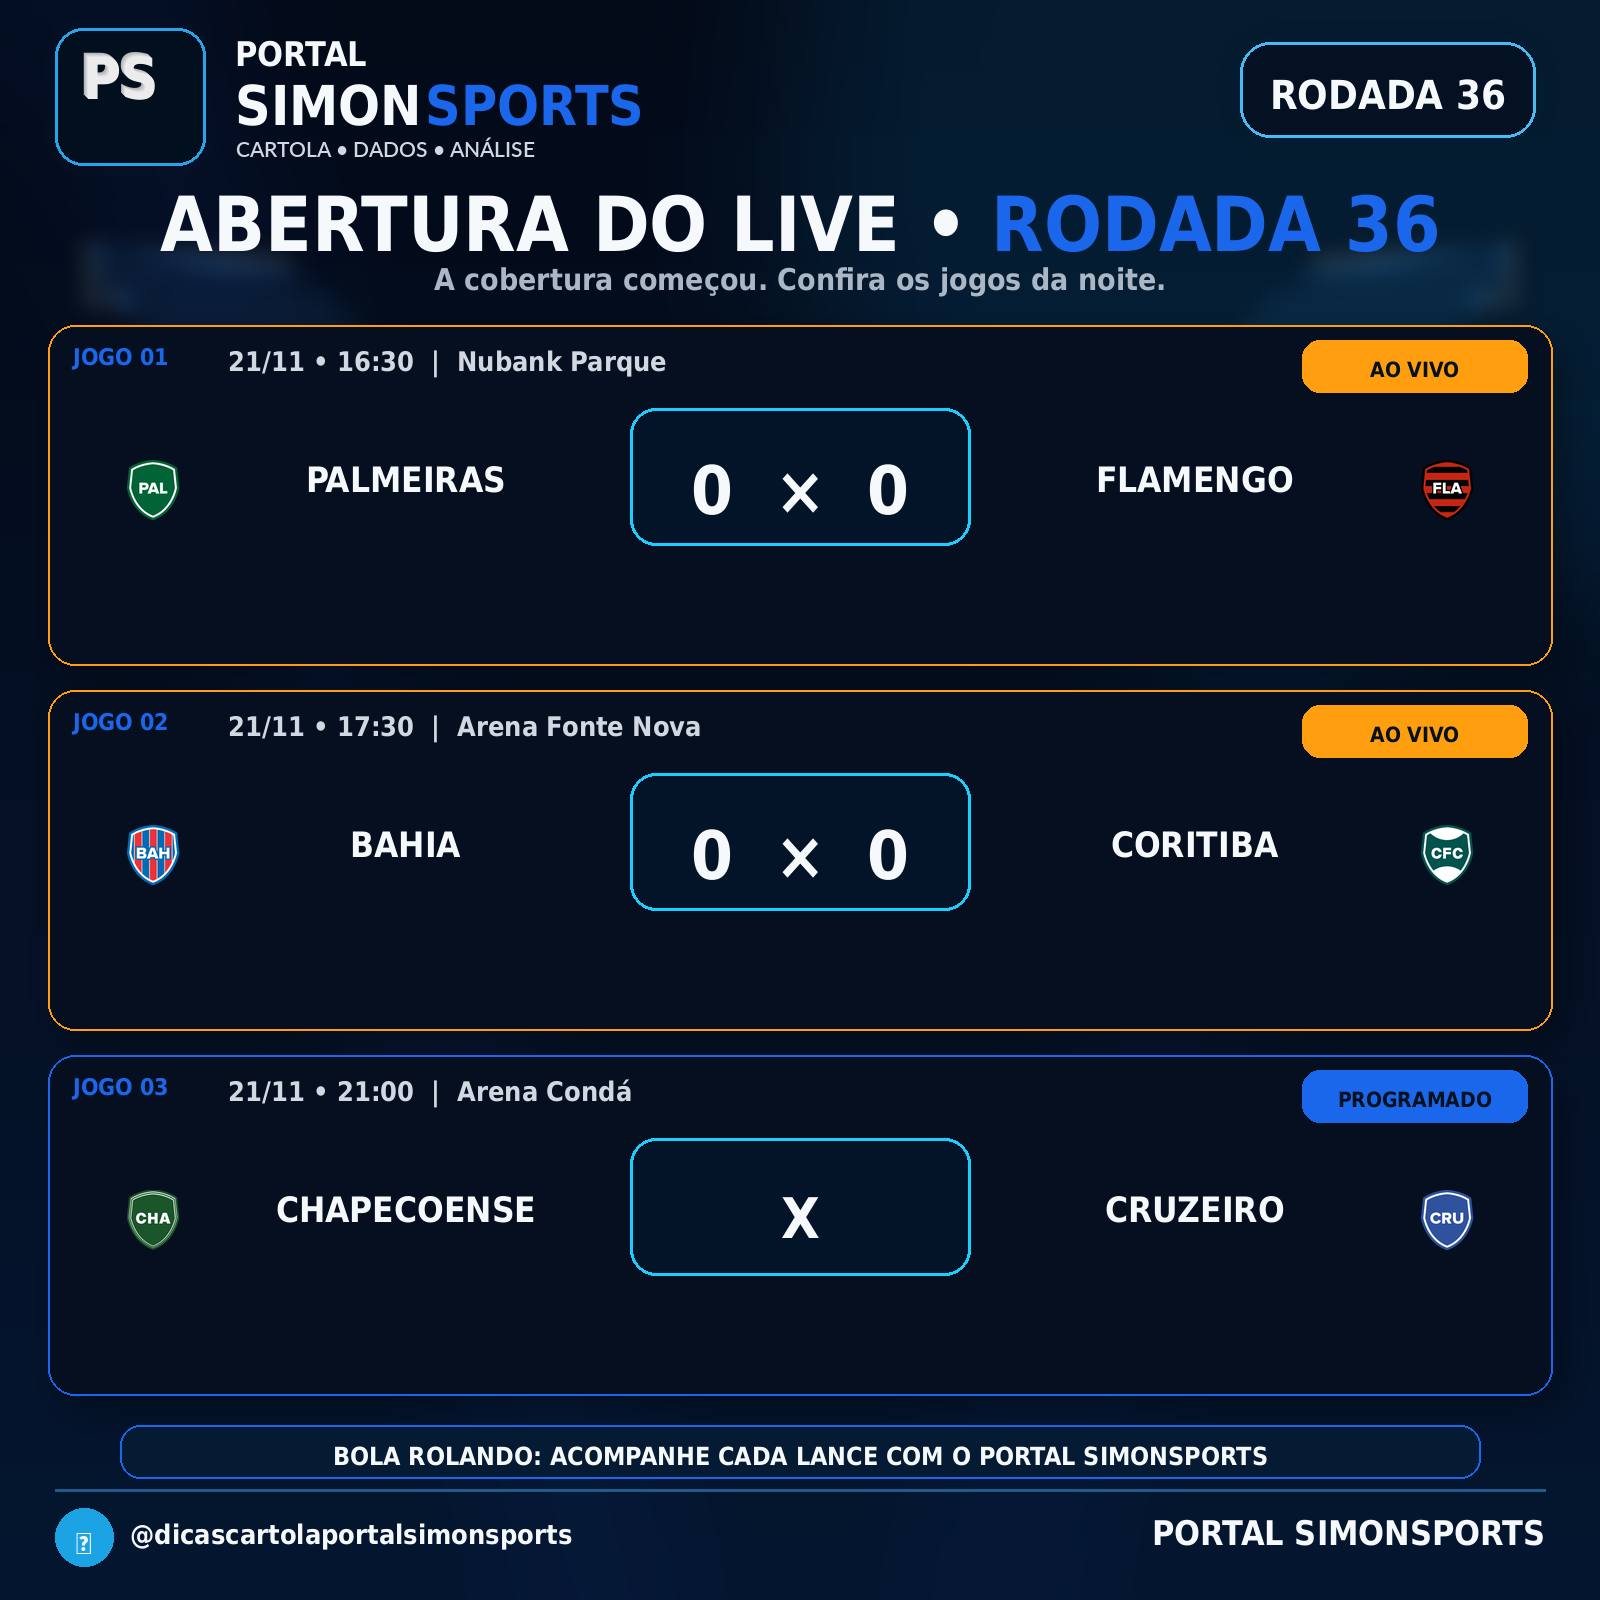 PS
PORTAL
SIMONSPORTS
CARTOLA • DADOS • ANÁLISE
RODADA 36
ABERTURA DO LIVE • RODADA 36
A cobertura começou. Confira os jogos da noite.
JOGO 01
21/11 • 16:30 | Nubank Parque
AO VIVO
PAL
PALMEIRAS
0 × 0
FLAMENGO
FLA
JOGO 02
21/11 • 17:30 | Arena Fonte Nova
AO VIVO
BAH
BAHIA
0 × 0
CORITIBA
CFC
JOGO 03
21/11 • 21:00 | Arena Condá
PROGRAMADO
CHA
CHAPECOENSE
X
CRUZEIRO
CRU
BOLA ROLANDO: ACOMPANHE CADA LANCE COM O PORTAL SIMONSPORTS
@dicascartolaportalsimonsports
PORTAL SIMONSPORTS